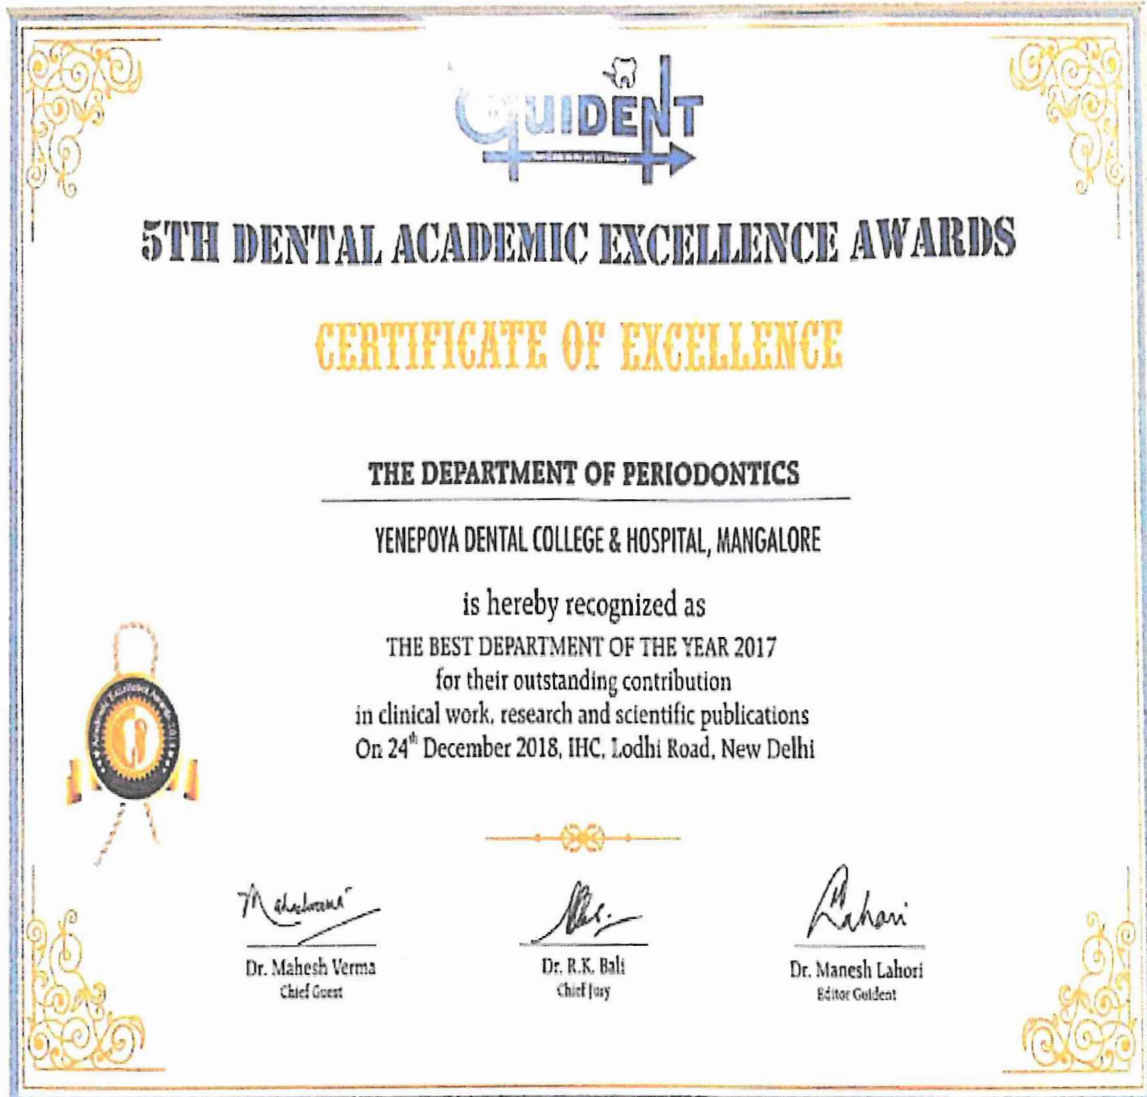 GUIDENT
5TH DENTAL ACADEMIC EXCELLENCE AWARDS
CERTIFICATE OF EXCELLENCE
THE DEPARTMENT OF PERIODONTICS
YENEPOYA DENTAL COLLEGE & HOSPITAL, MANGALORE
is hereby recognized as
THE BEST DEPARTMENT OF THE YEAR 2017
for their outstanding contribution
in clinical work, research and scientific publications
On 24th December 2018, IHC, Lodhi Road, New Delhi
Lahori
Dr. Mahesh Verma
Chief Guest
Dr. R.K. Bali
Chief Jury
Dr. Manesh Lahori
Editor Guident